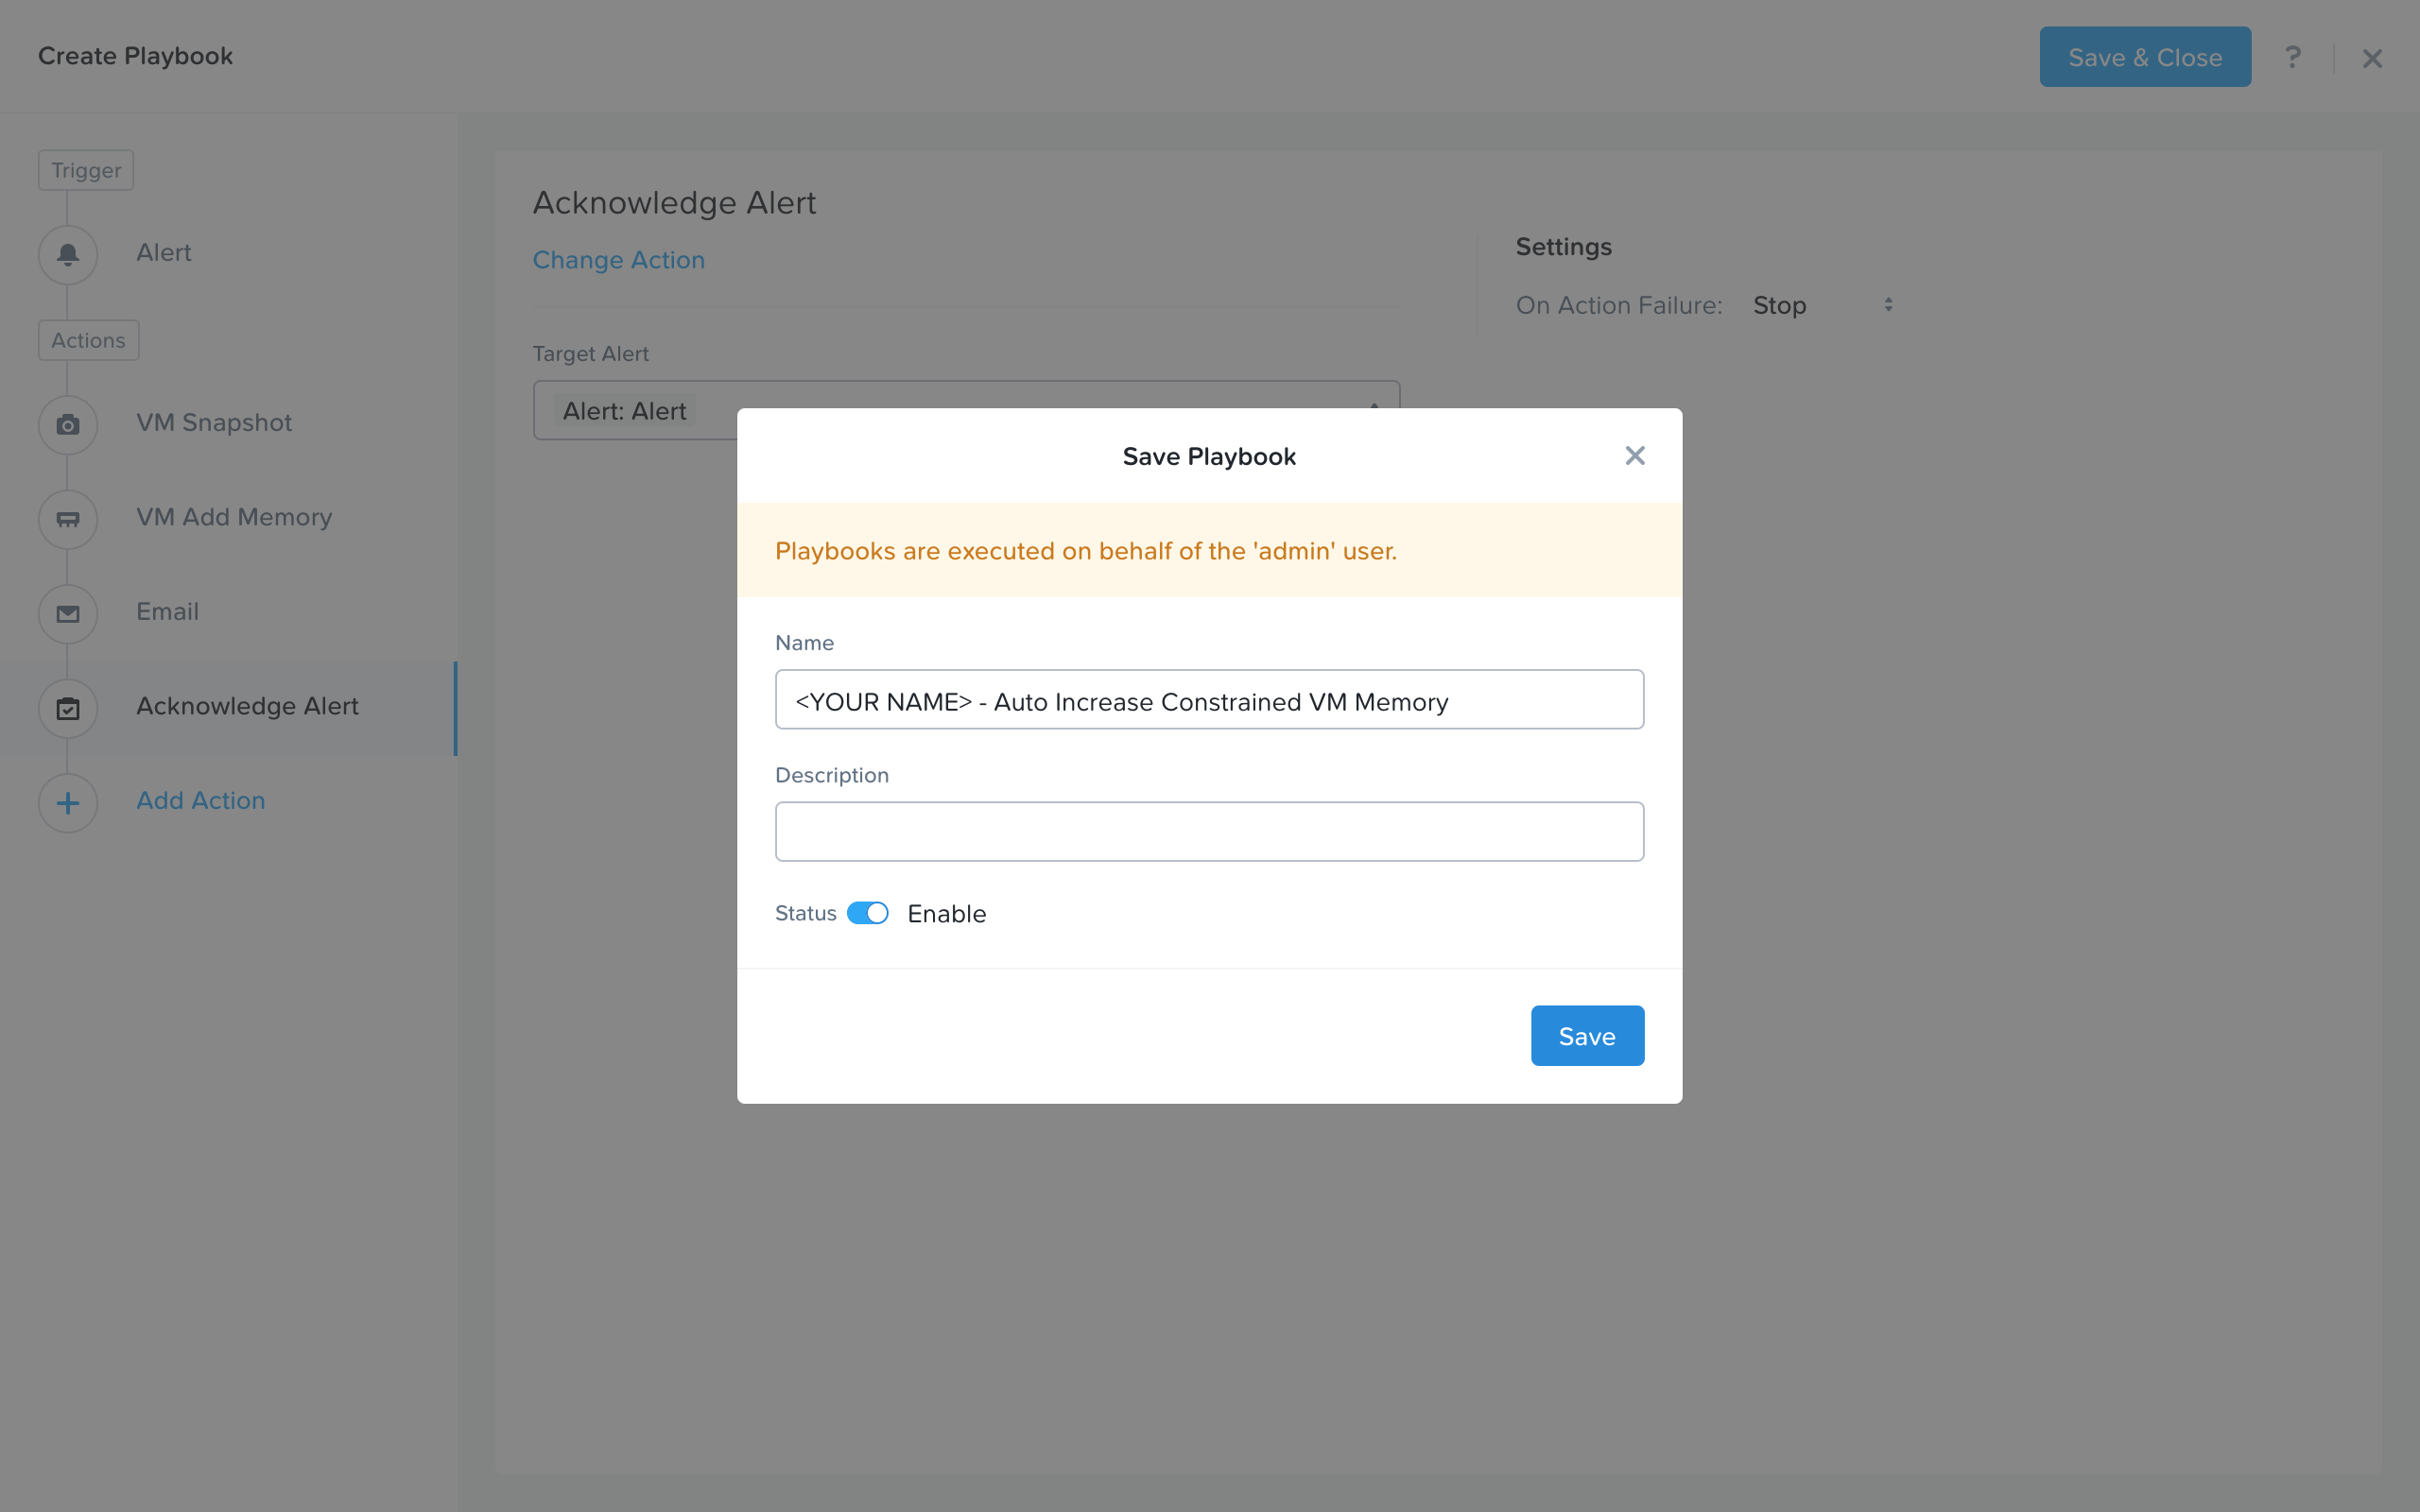 Create Playbook
Save & Close
?
Trigger
Alert
Actions
VM Snapshot
VM Add Memory
Email
Acknowledge Alert
Add Action
Acknowledge Alert
Change Action
Target Alert
Alert: Alert
Settings
On Action Failure: Stop
Save Playbook
Playbooks are executed on behalf of the 'admin' user.
Name
<YOUR NAME> - Auto Increase Constrained VM Memory
Description
Status Enable
Save